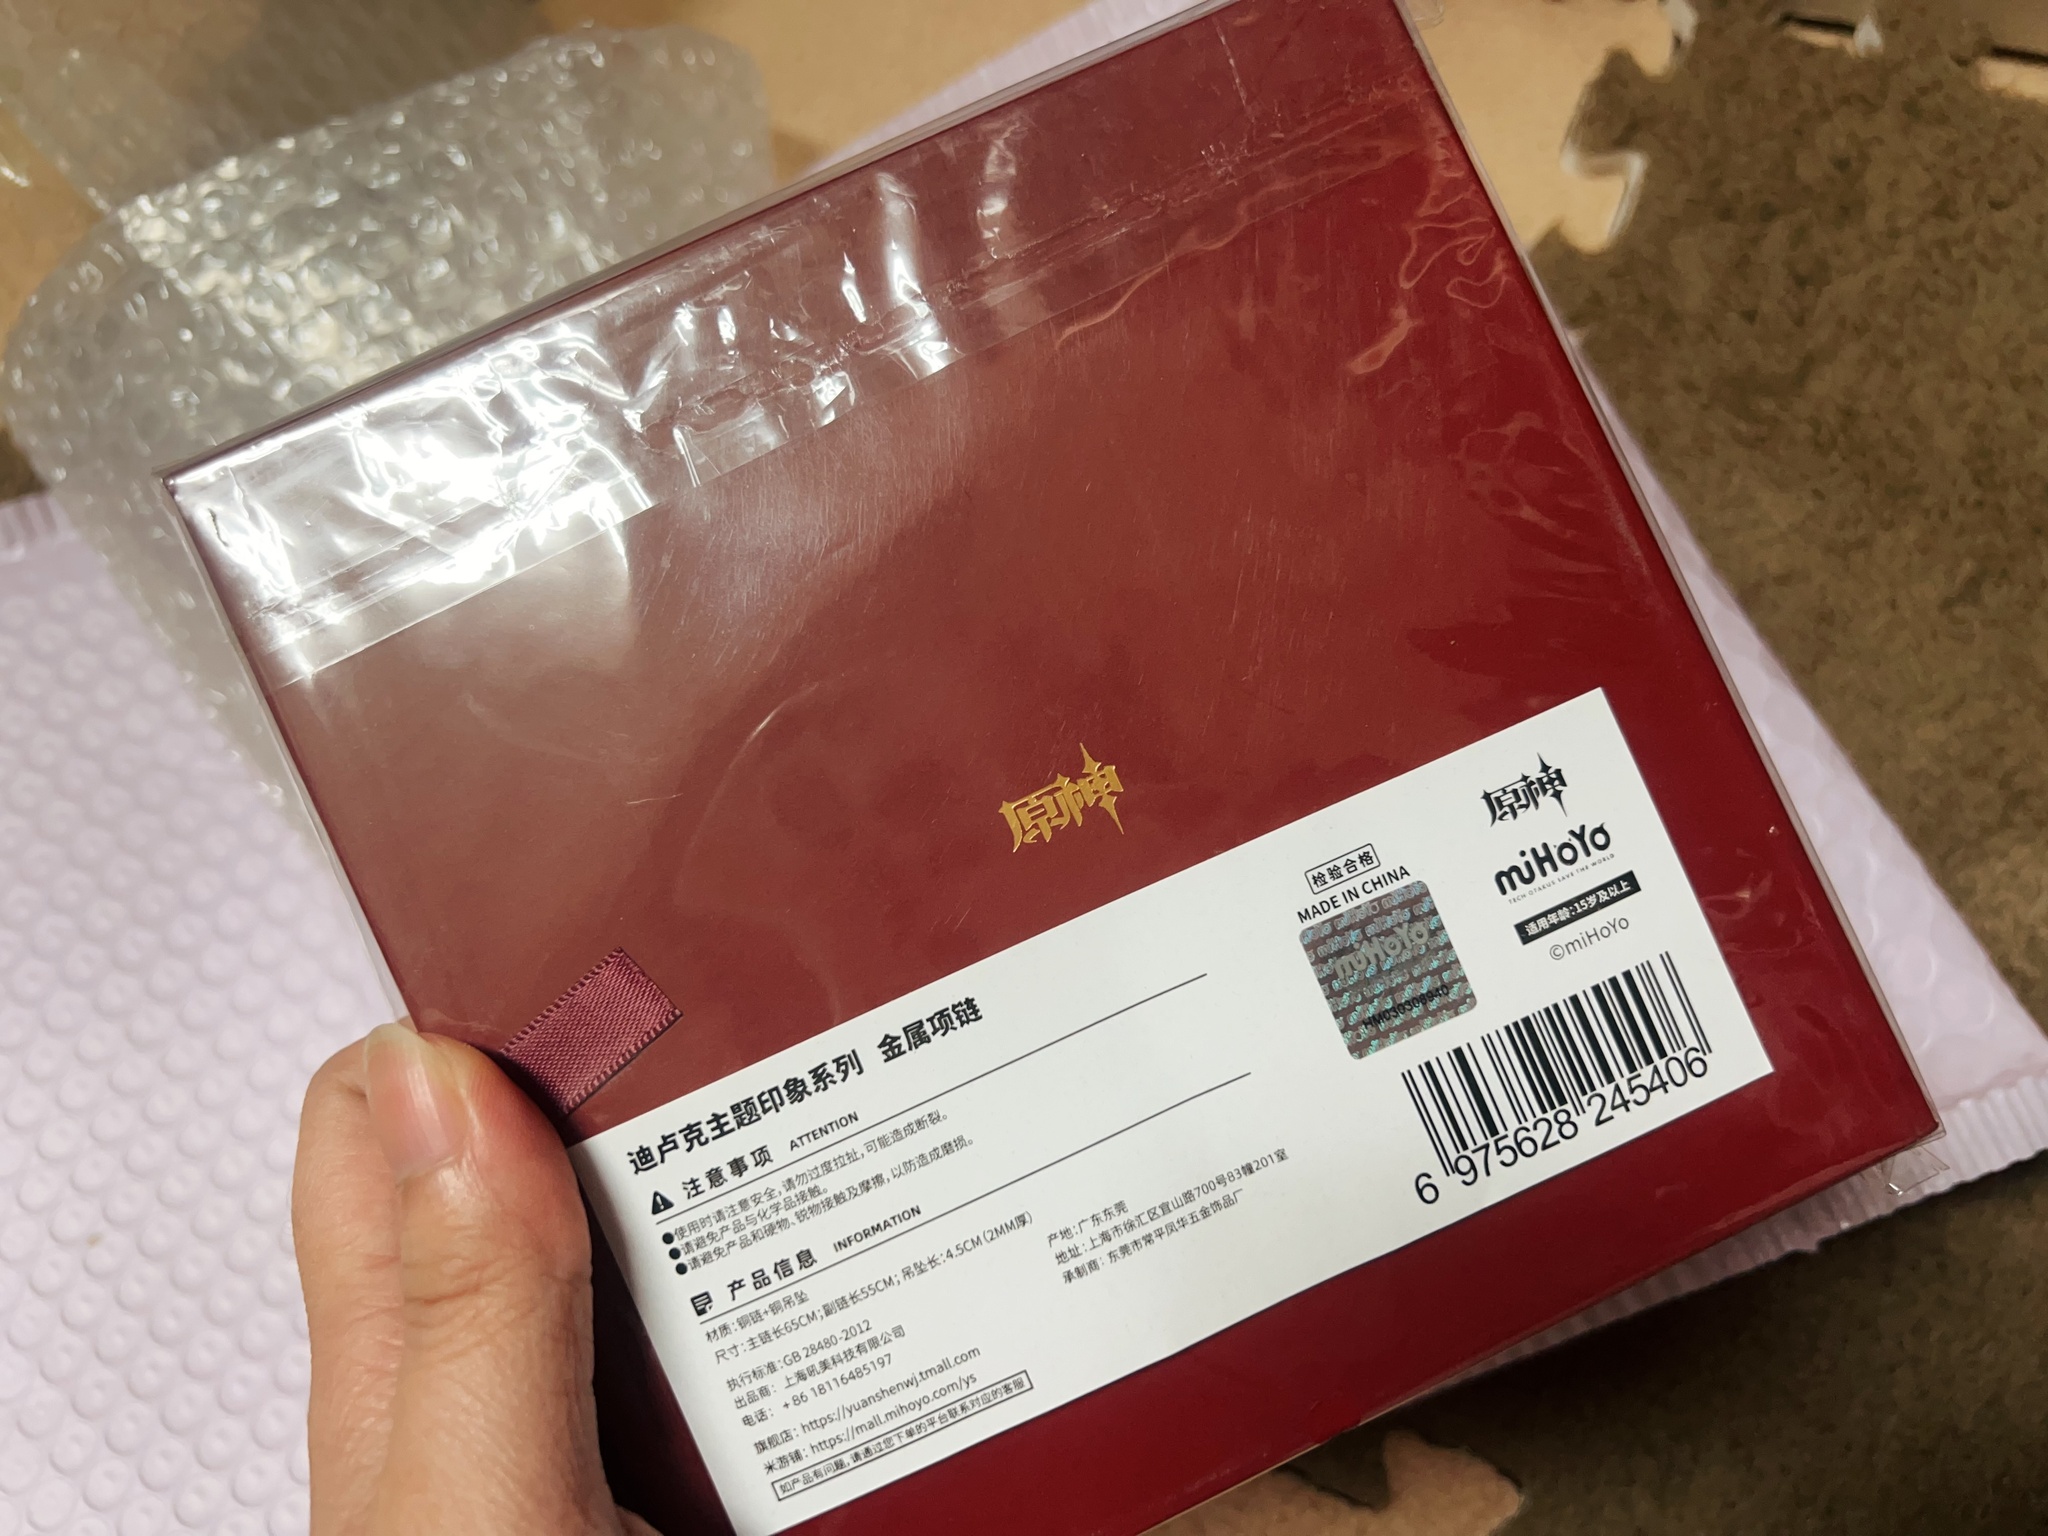 原神
原神
miHoYo
TECH OTAKUS SAVE THE WORLD
适用年龄:15岁及以上
©miHoYo
检验合格
MADE IN CHINA
miHoYo
6 975628 245406
迪卢克主题印象系列 金属项链
注意事项 ATTENTION
●使用时请注意安全,请勿过度拉扯,可能造成断裂。
●请避免产品与化学品接触。
●请避免产品和硬物、锐物接触及摩擦,以防造成磨损。
产品信息 INFORMATION
材质:铜链+铜吊坠
尺寸:主链长65CM;副链长55CM;吊坠长:4.5CM(2MM厚)
执行标准:GB 28480-2012
出品商:上海吼美科技有限公司
电话:+86 18116485197
旗舰店:https://yuanshenwj.tmall.com
米游铺:https://mall.mihoyo.com/ys
如产品有问题,请通过您下单的平台联系对应的客服
产地:广东东莞
地址:上海市徐汇区宜山路700号83幢201室
承制商:东莞市常平凤华五金饰品厂